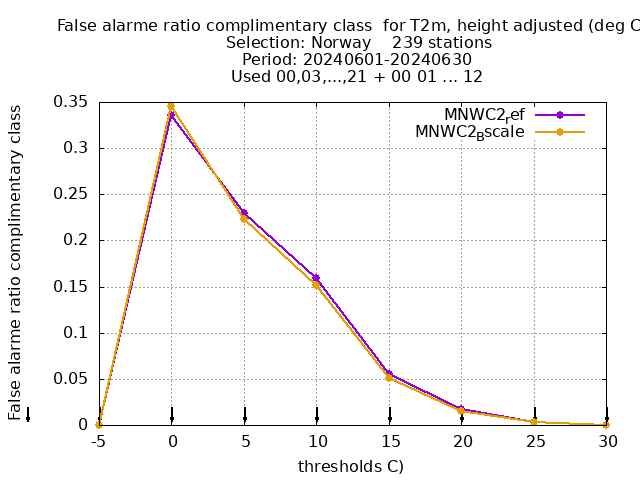 False alarme ratio complimentary class for T2m, height adjusted (deg C
Selection: Norway 239 stations
Period: 20240601-20240630
Used 00,03,...,21 + 00 01 ... 12
False alarme ratio complimentary class
MNWC2ref
MNWC2Bscale
0.35
0.3
0.25
0.2
0.15
0.1
0.05
0
-5 0 5 10 15 20 25 30
thresholds C)